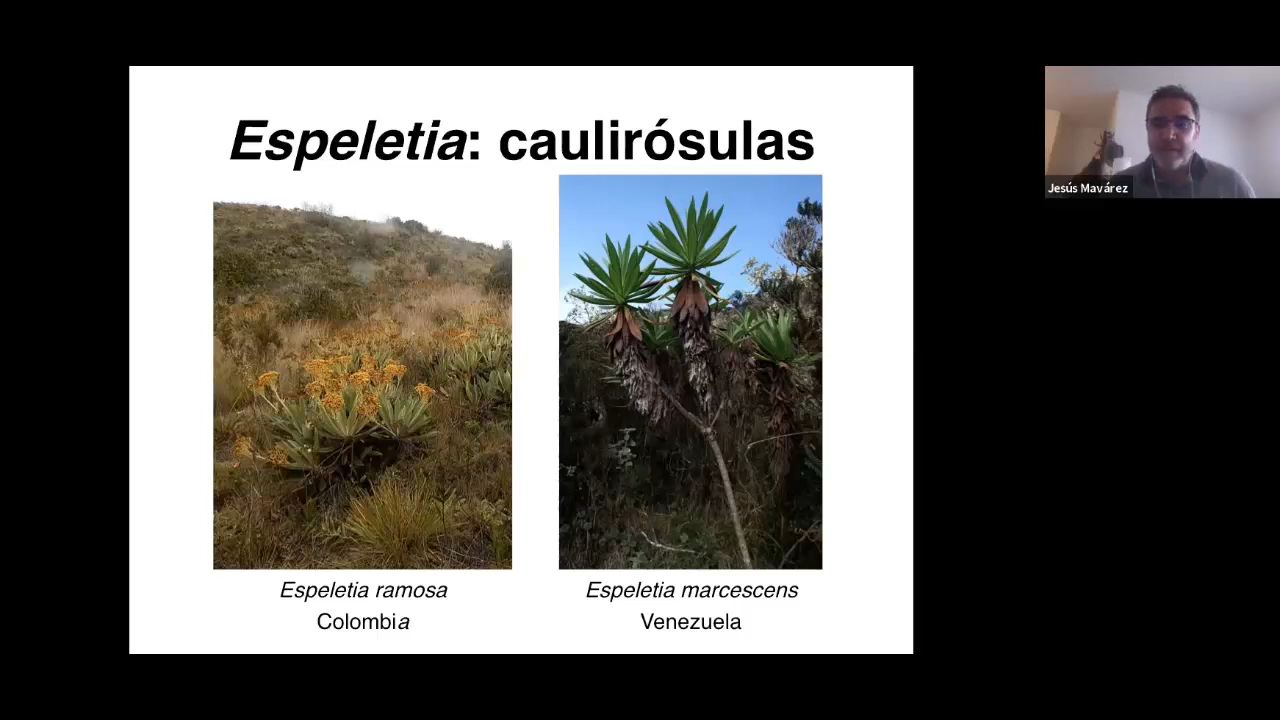 Espeletia: caulirósulas
Jesús Mavárez
Espeletia ramosa
Colombia
Espeletia marcescens
Venezuela